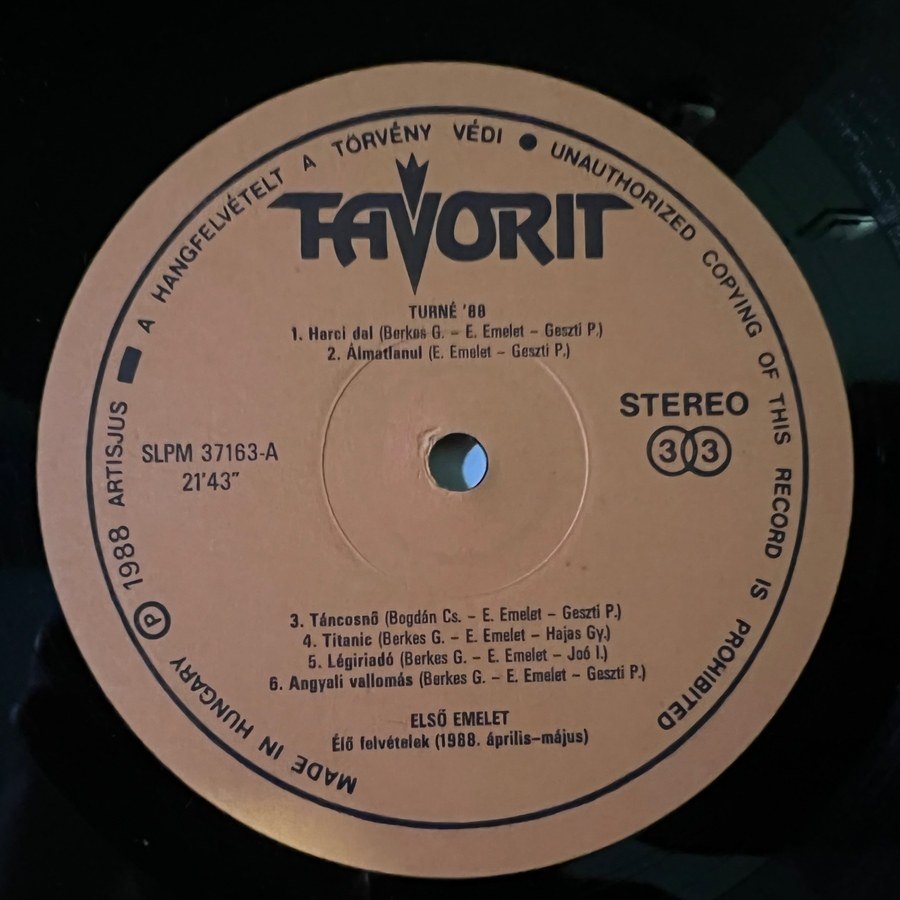 A HANGFELVÉTELT A TÖRVÉNY VÉDI ● UNAUTHORIZED COPYING OF THIS RECORD IS PROHIBITED
FAVORIT
TURNÉ '88
1. Harci dal (Berkes G. – E. Emelet – Geszti P.)
2. Álmatlanul (E. Emelet – Geszti P.)
STEREO
33
SLPM 37163-A
21'43"
3. Táncosnő (Bogdán Cs. – E. Emelet – Geszti P.)
4. Titanic (Berkes G. – E. Emelet – Hajas Gy.)
5. Légiriadó (Berkes G. – E. Emelet – Joó I.)
6. Angyali vallomás (Berkes G. – E. Emelet – Geszti P.)
ELSŐ EMELET
Élő felvételek (1988. április–május)
MADE IN HUNGARY Ⓟ 1988 ARTISJUS